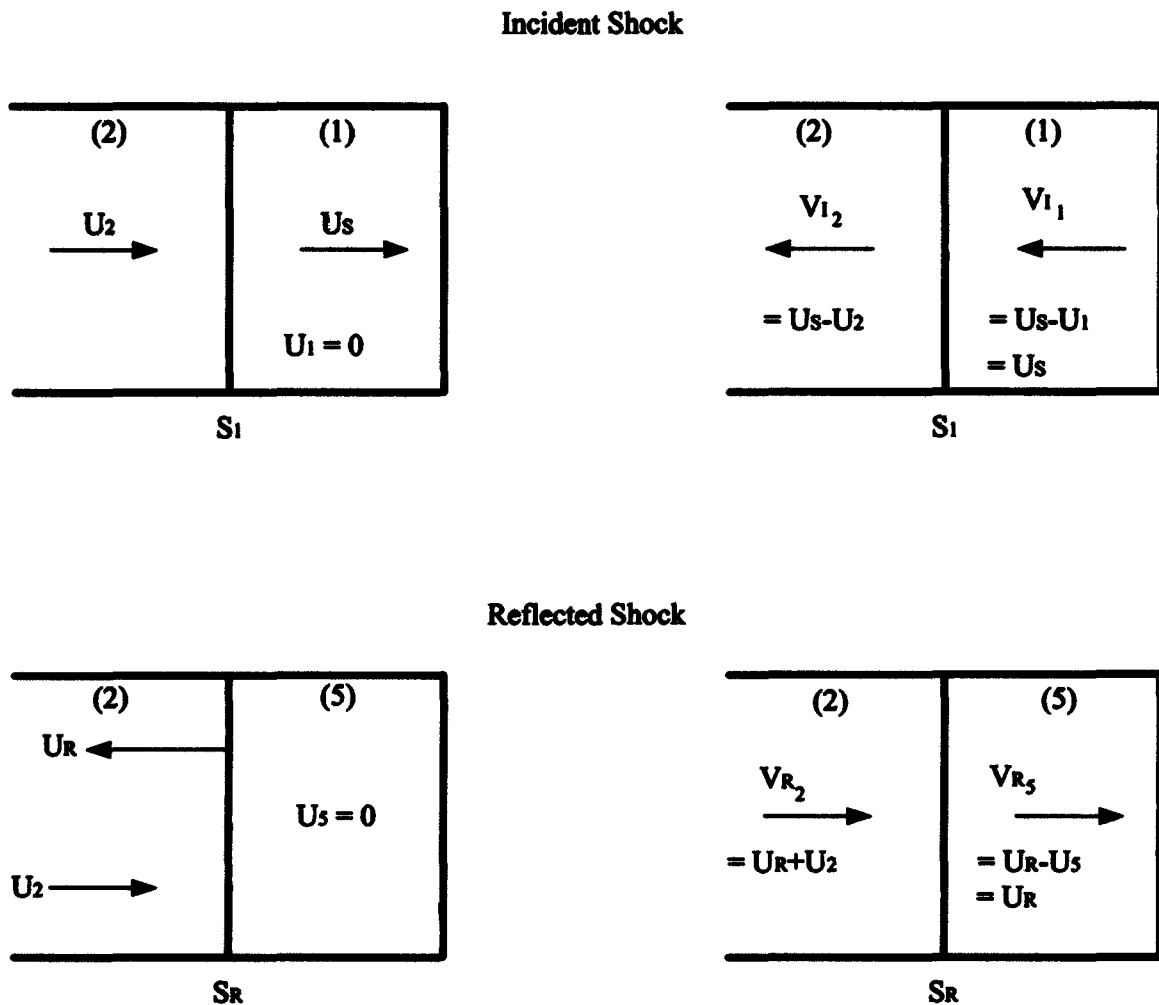 Incident Shock
(2) (1) (2) (1)
U2 Us VI2 VI1
U1 = 0 = Us-U2 = Us-U1
= Us
S1 S1
Reflected Shock
(2) (5) (2) (5)
UR VR2 VR5
U5 = 0
U2 = UR+U2 = UR-U5
= UR
SR SR